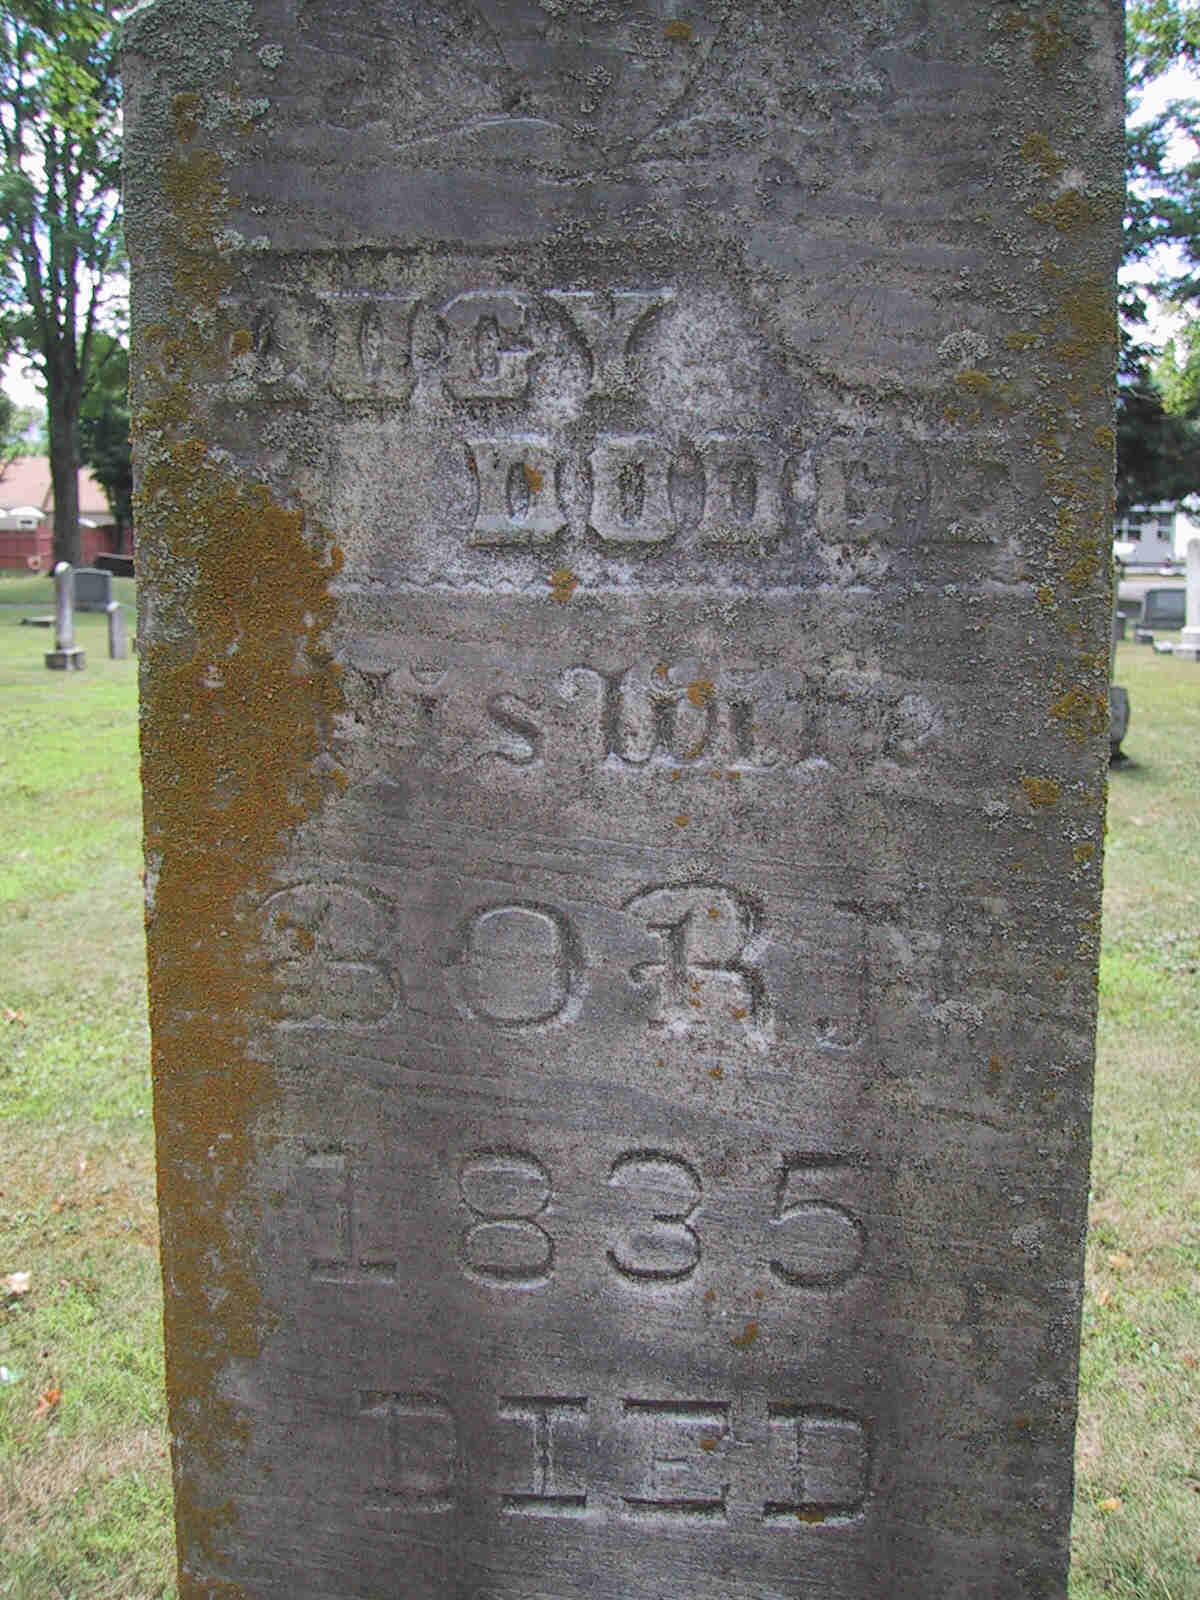 LUCY
DODGE
HIS WIFE
BORN
1835
DIED